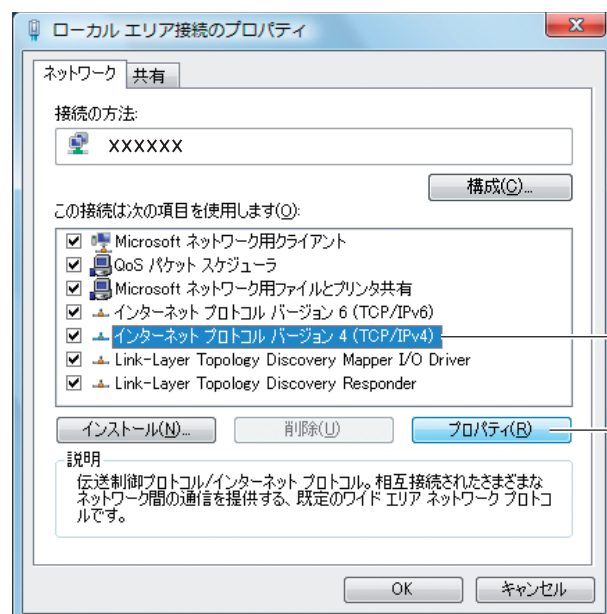 ローカル エリア接続のプロパティ
ネットワーク 共有
接続の方法:
XXXXXX
構成(C)...
この接続は次の項目を使用します(O):
Microsoft ネットワーク用クライアント
QoS パケット スケジューラ
Microsoft ネットワーク用ファイルとプリンタ共有
インターネット プロトコル バージョン 6 (TCP/IPv6)
インターネット プロトコル バージョン 4 (TCP/IPv4)
Link-Layer Topology Discovery Mapper I/O Driver
Link-Layer Topology Discovery Responder
インストール(N)... 削除(U) プロパティ(R)
説明
伝送制御プロトコル/インターネット プロトコル。相互接続されたさまざまな
ネットワーク間の通信を提供する、既定のワイド エリア ネットワーク プロトコ
ルです。
OK キャンセル